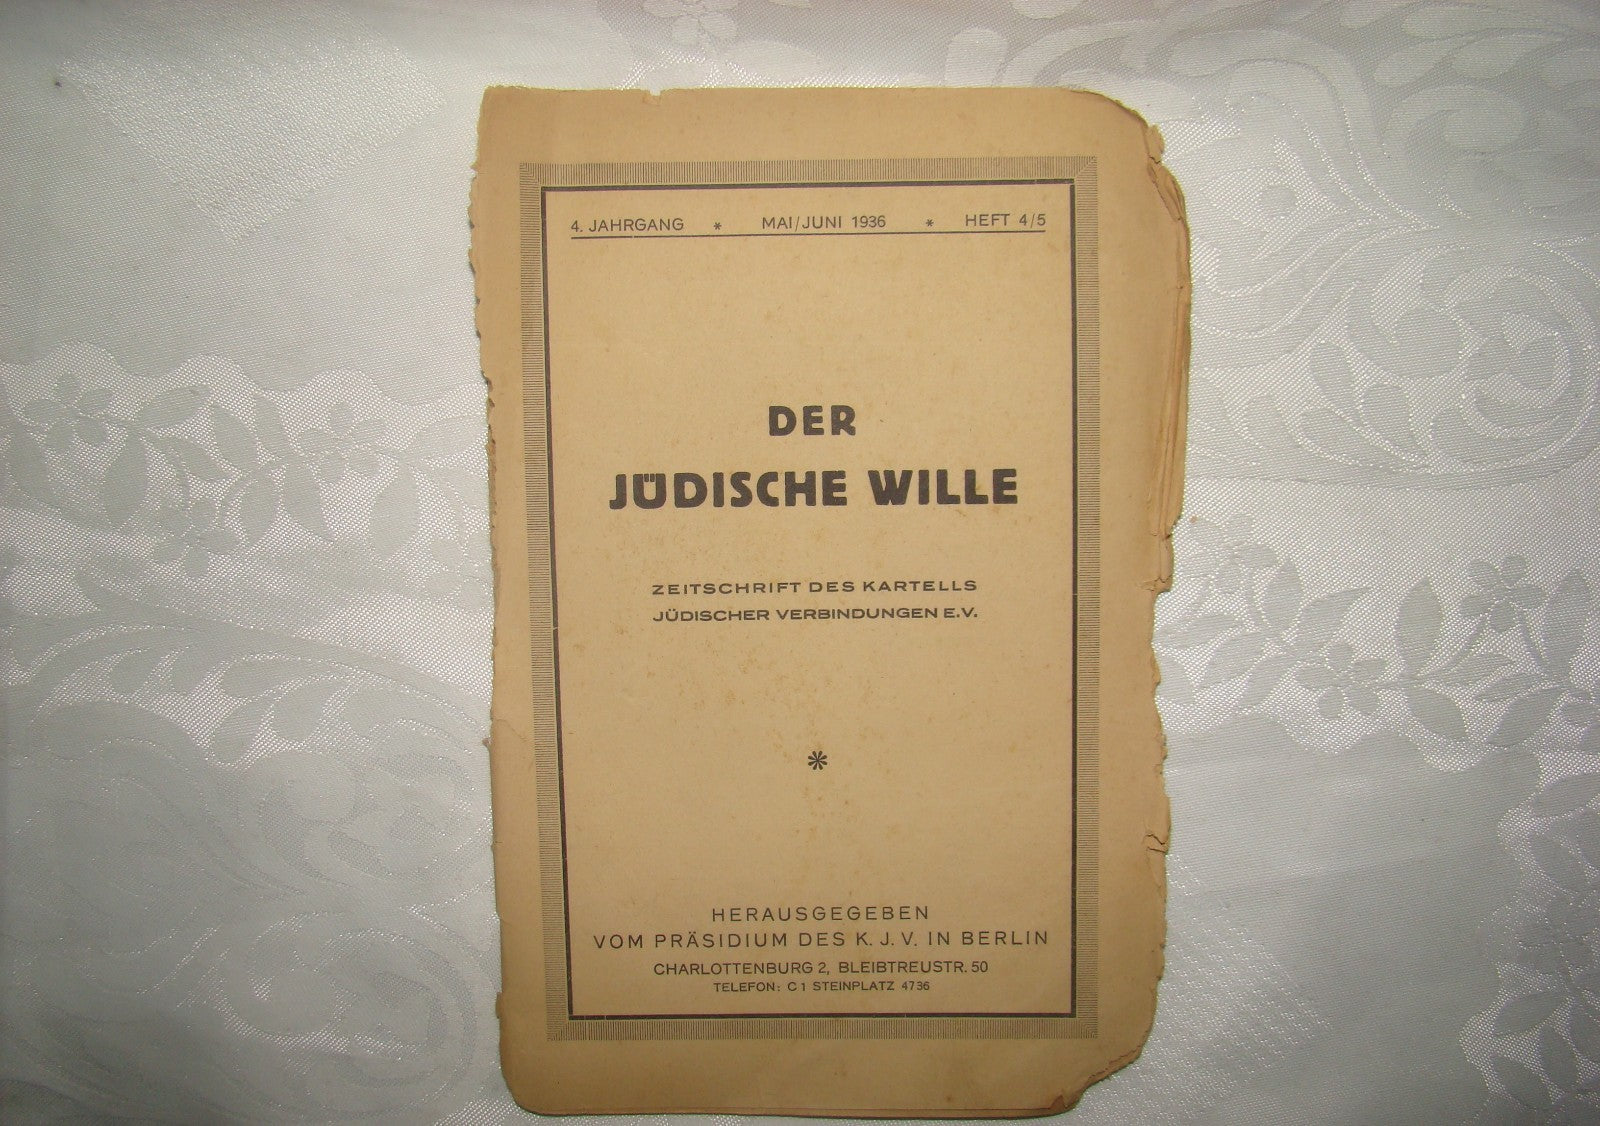 4. JAHRGANG * MAI/JUNI 1936 * HEFT 4/5
DER
JÜDISCHE WILLE
ZEITSCHRIFT DES KARTELLS
JÜDISCHER VERBINDUNGEN E.V.
*
HERAUSGEGEBEN
VOM PRÄSIDIUM DES K. J. V. IN BERLIN
CHARLOTTENBURG 2, BLEIBTREUSTR. 50
TELEFON: C 1 STEINPLATZ 4736